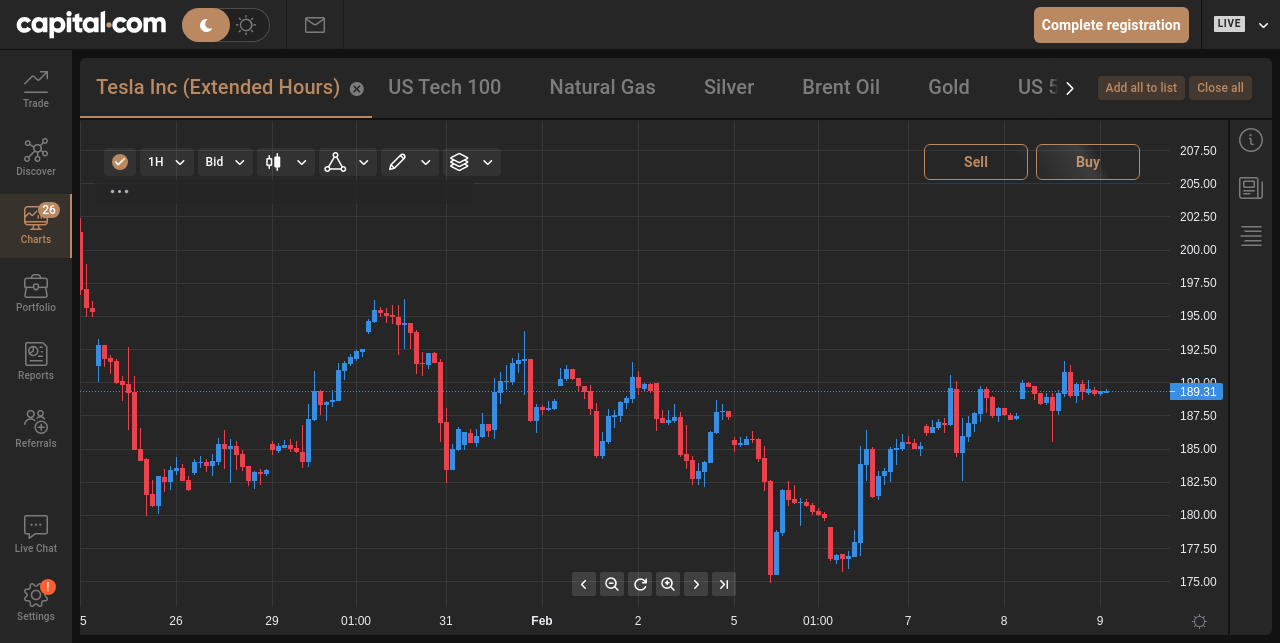 capital.com
Complete registration
LIVE
Trade
Discover
26
Charts
Portfolio
Reports
Referrals
Live Chat
!
Settings
Tesla Inc (Extended Hours)
US Tech 100
Natural Gas
Silver
Brent Oil
Gold
US 5
Add all to list
Close all
1H
Bid
Sell
Buy
207.50
205.00
202.50
200.00
197.50
195.00
192.50
190.00
189.31
187.50
185.00
182.50
180.00
177.50
175.00
5
26
29
01:00
31
Feb
2
5
01:00
7
8
9